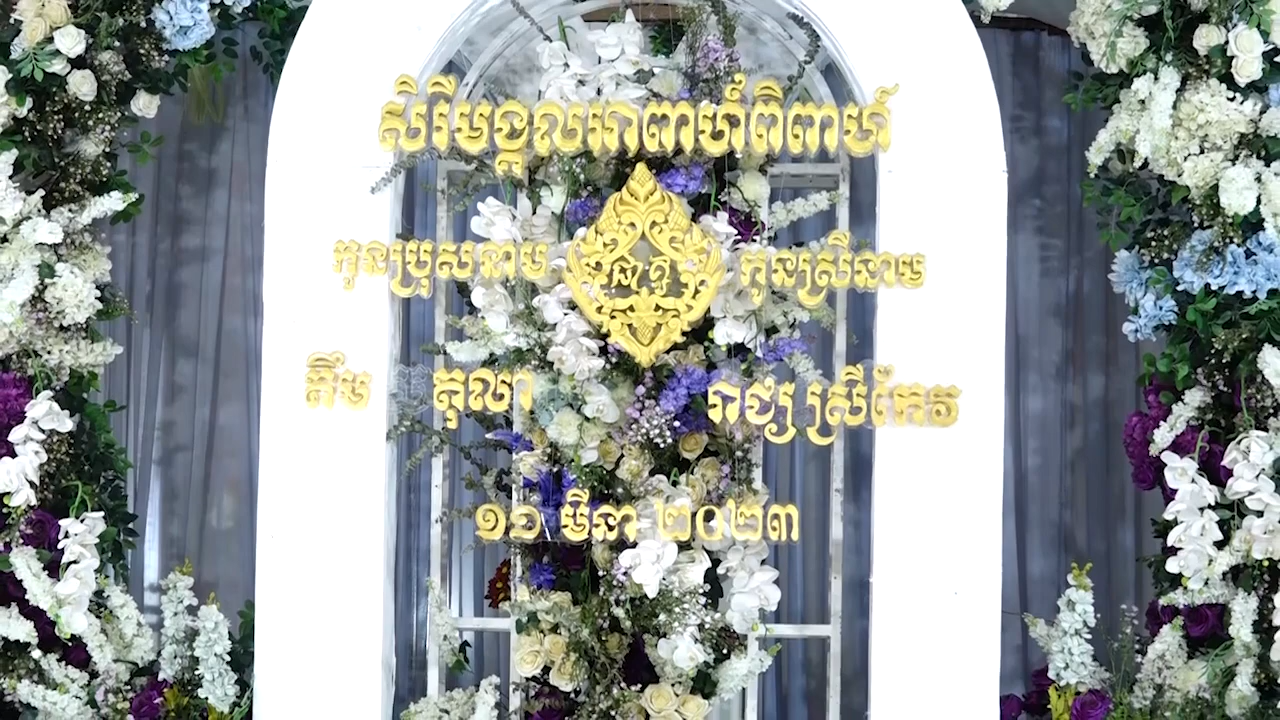 សិរីមង្គលអាពាហ៍ពិពាហ៍
កូនប្រុសនាម កូនស្រីនាម
គឹម តុលា រាជ្យ ស្រីកែវ
១១ មីនា ២០២៣